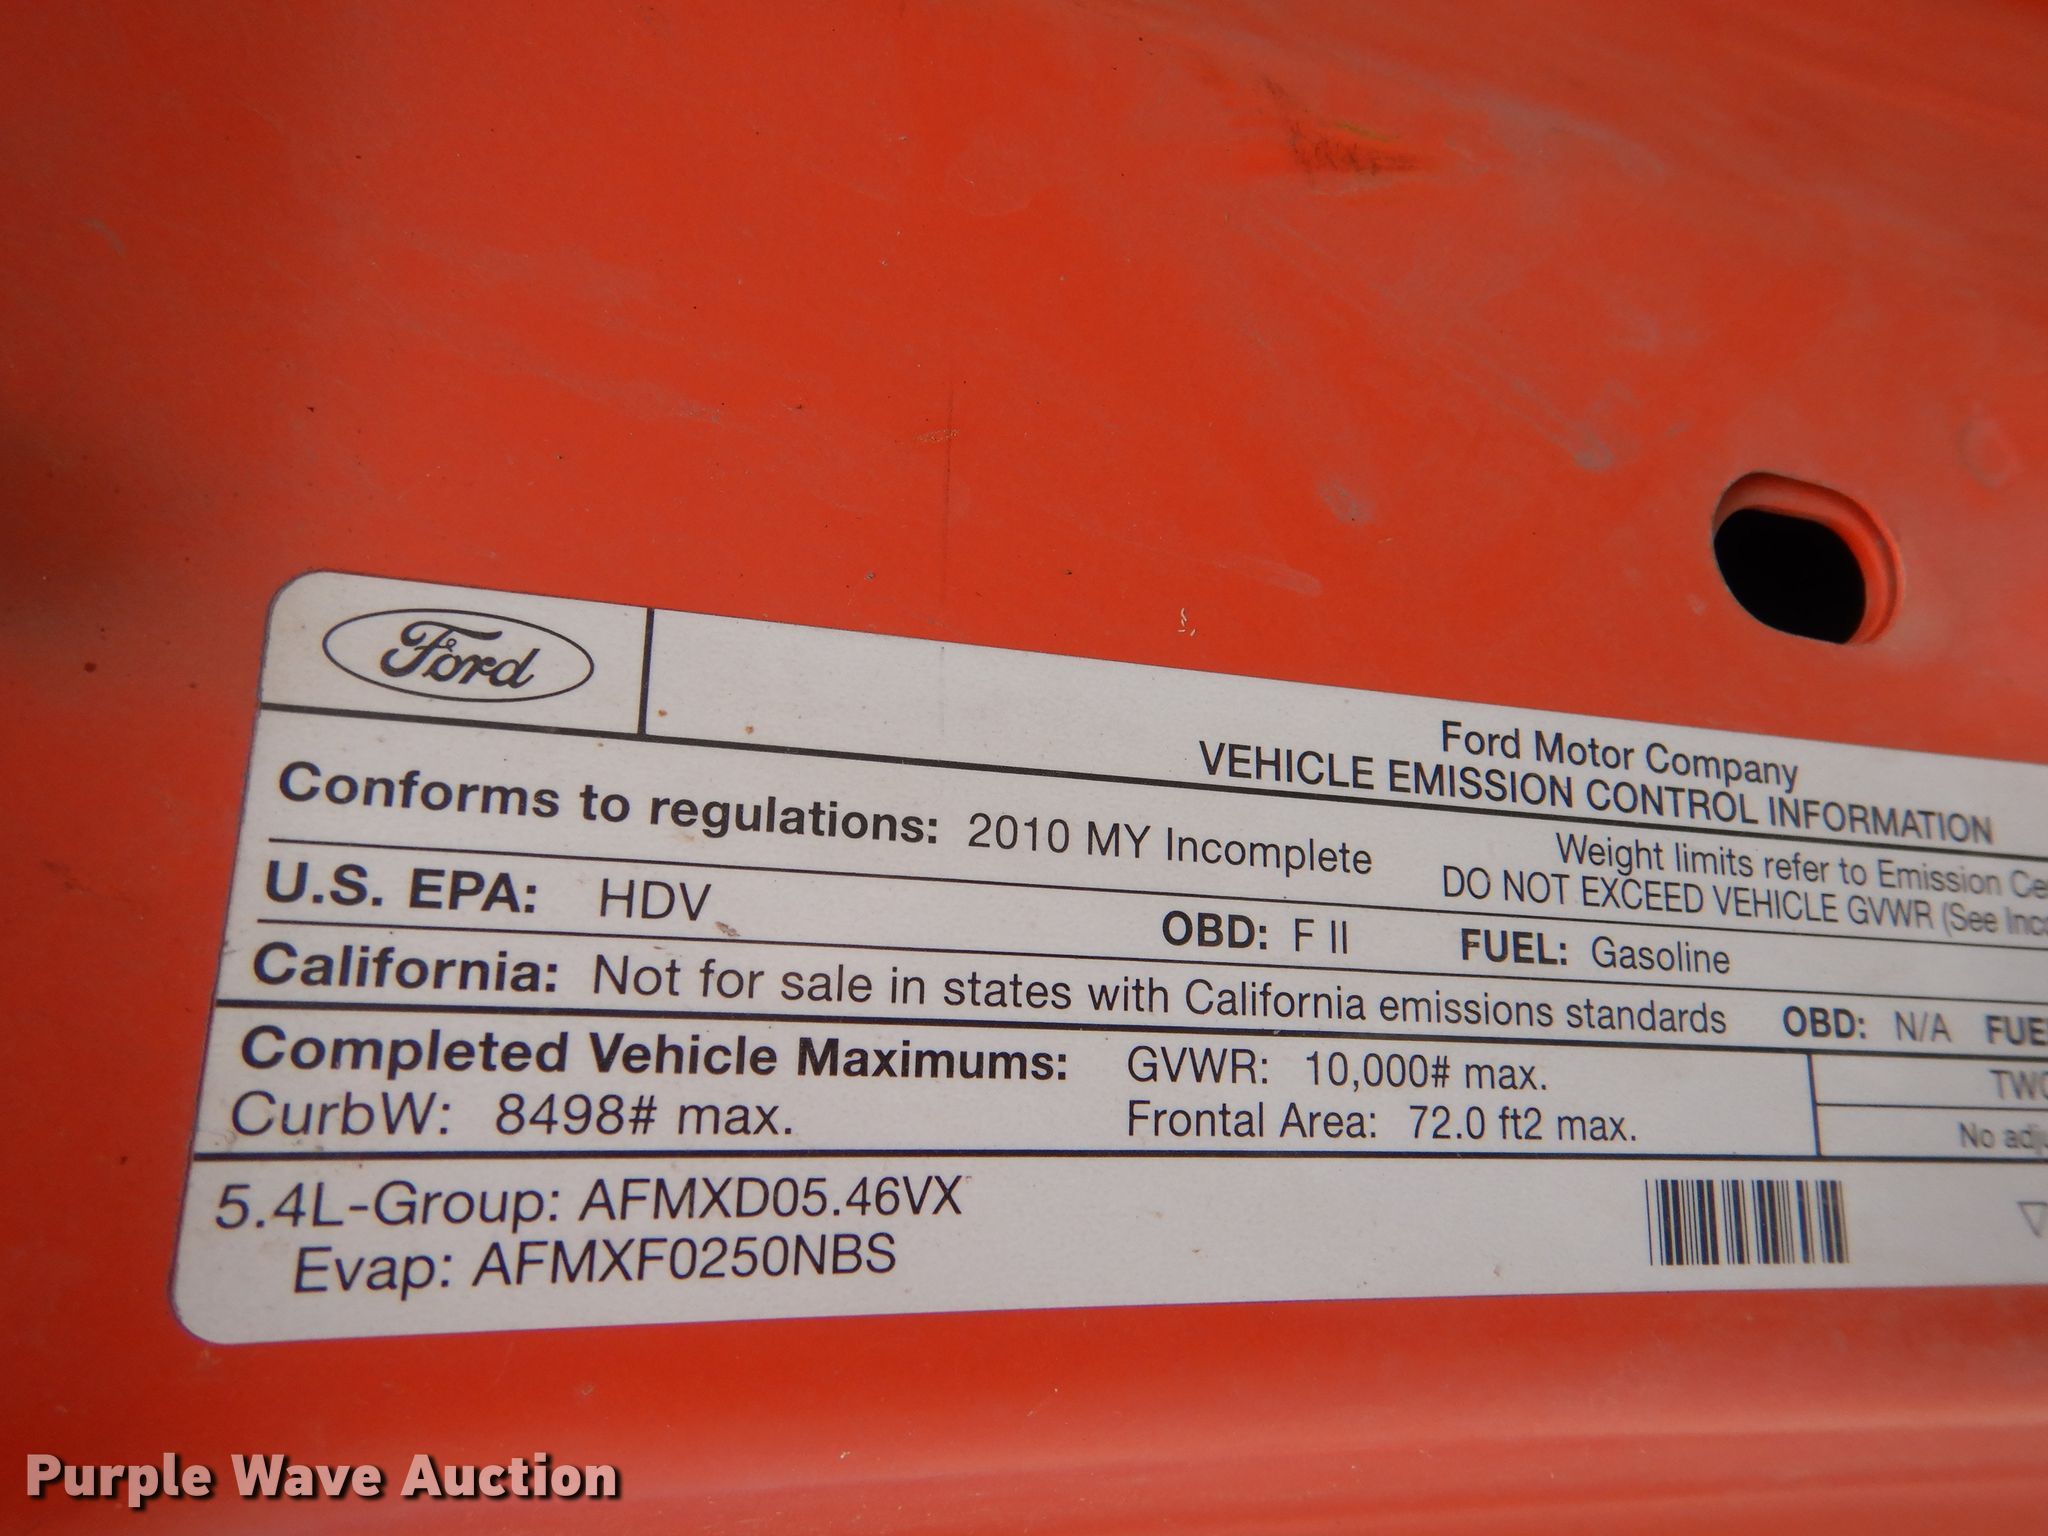 Ford
Ford Motor Company
VEHICLE EMISSION CONTROL INFORMATION
Conforms to regulations: 2010 MY Incomplete
Weight limits refer to Emission
DO NOT EXCEED VEHICLE GVWR (See
U.S. EPA: HDV OBD: F II FUEL: Gasoline
California: Not for sale in states with California emissions standards OBD: N/A
Completed Vehicle Maximums: GVWR: 10,000# max.
CurbW: 8498# max. Frontal Area: 72.0 ft2 max.
No
5.4L-Group: AFMXD05.46VX
Evap: AFMXF0250NBS
Purple Wave Auction